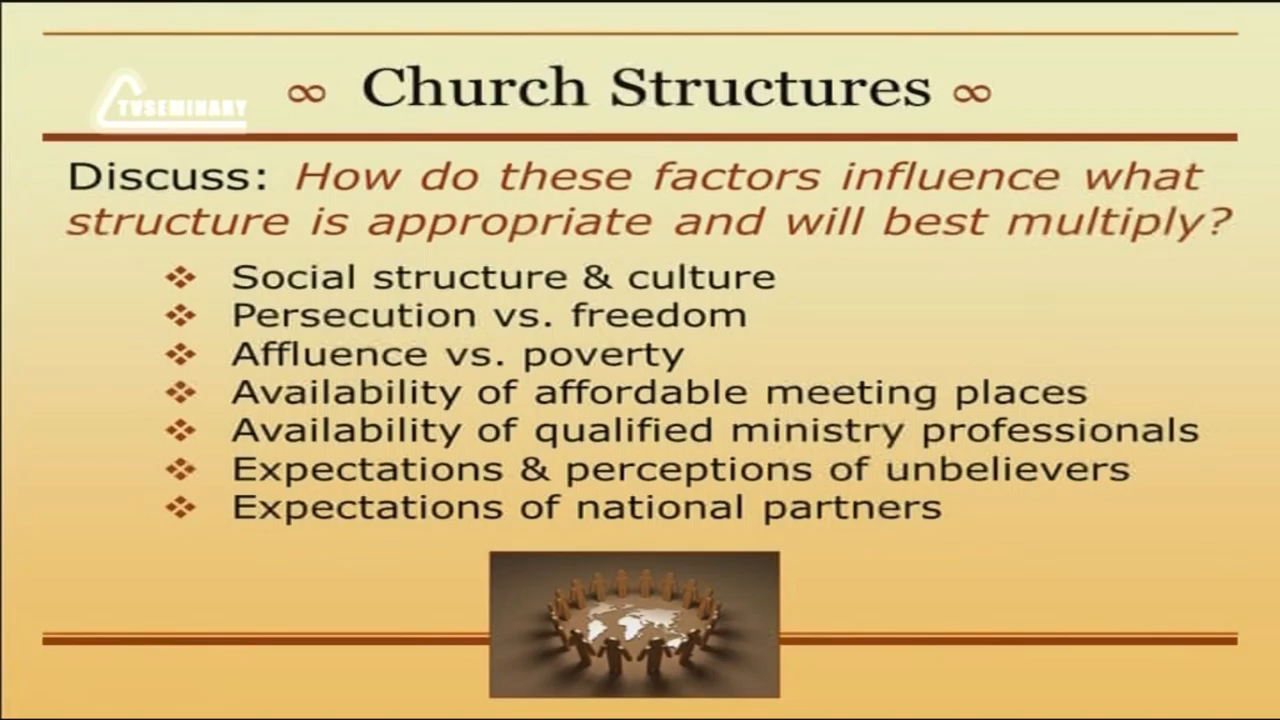 TVSEMINARY
∞ Church Structures ∞
Discuss: How do these factors influence what
structure is appropriate and will best multiply?
❖ Social structure & culture
❖ Persecution vs. freedom
❖ Affluence vs. poverty
❖ Availability of affordable meeting places
❖ Availability of qualified ministry professionals
❖ Expectations & perceptions of unbelievers
❖ Expectations of national partners